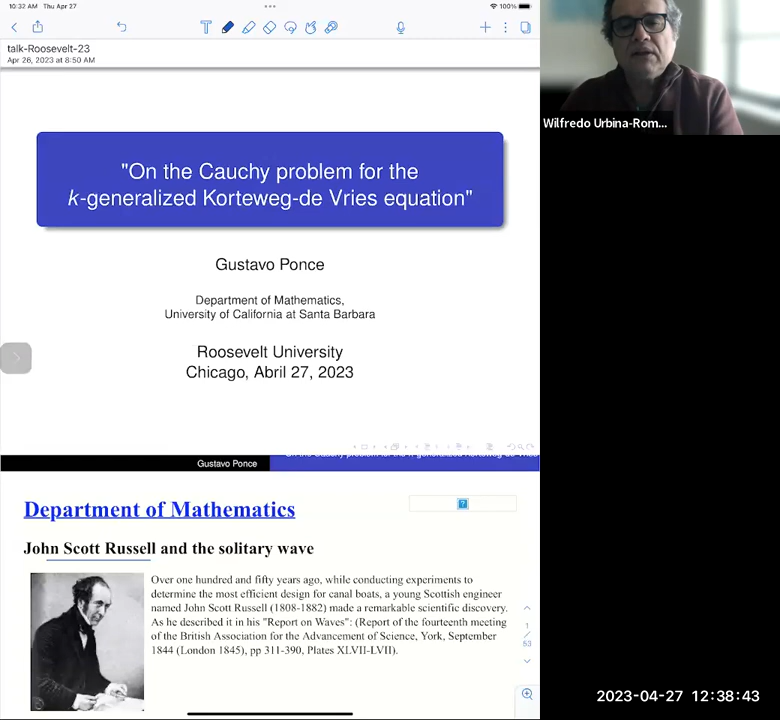 10:32 AM Thu Apr 27
100%
talk-Roosevelt-23
Apr 26, 2023 at 8:50 AM
Wilfredo Urbina-Rom...
"On the Cauchy problem for the
k-generalized Korteweg-de Vries equation"
Gustavo Ponce
Department of Mathematics,
University of California at Santa Barbara
Roosevelt University
Chicago, Abril 27, 2023
Gustavo Ponce
Department of Mathematics
?
John Scott Russell and the solitary wave
Over one hundred and fifty years ago, while conducting experiments to
determine the most efficient design for canal boats, a young Scottish engineer
named John Scott Russell (1808-1882) made a remarkable scientific discovery.
As he described it in his "Report on Waves": (Report of the fourteenth meeting
of the British Association for the Advancement of Science, York, September
1844 (London 1845), pp 311-390, Plates XLVII-LVII).
1
/
53
2023-04-27 12:38:43